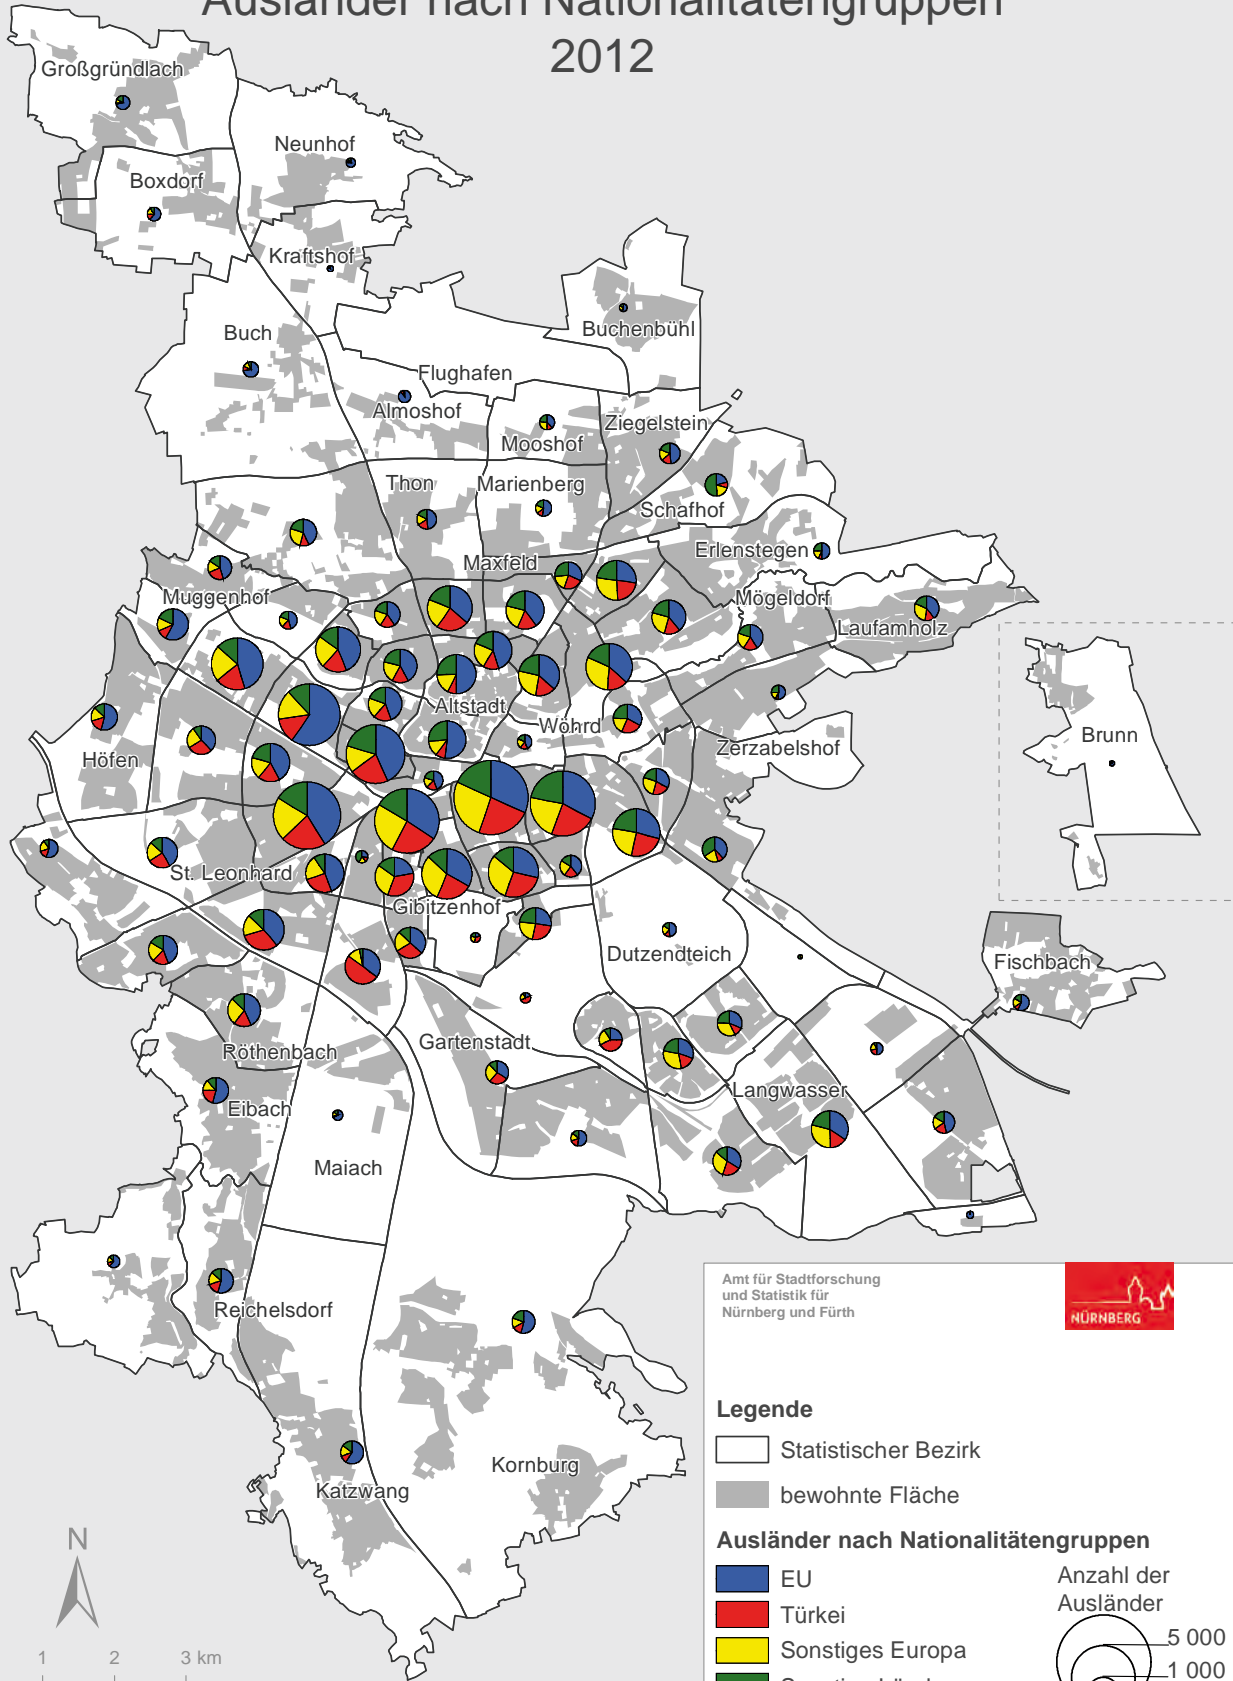 Ausländer nach Nationalitätengruppen
2012
Großgründlach
Neunhof
Boxdorf
Kraftshof
Buchenbühl
Buch
Flughafen
Almoshof
Ziegelstein
Mooshof
Thon
Marienberg
Schafhof
Erlenstegen
Maxfeld
Muggenhof
Mögeldorf
Laufamholz
Altstadt
Wöhrd
Brunn
Zerzabelshof
Höfen
St. Leonhard
Gibitzenhof
Dutzendteich
Fischbach
Gartenstadt
Röthenbach
Langwasser
Eibach
Maiach
Reichelsdorf
Kornburg
Katzwang
Amt für Stadtforschung
und Statistik für
Nürnberg und Fürth
NÜRNBERG
Legende
Statistischer Bezirk
bewohnte Fläche
Ausländer nach Nationalitätengruppen
EU
Türkei
Sonstiges Europa
Anzahl der
Ausländer
5 000
1 000
N
1 2 3 km